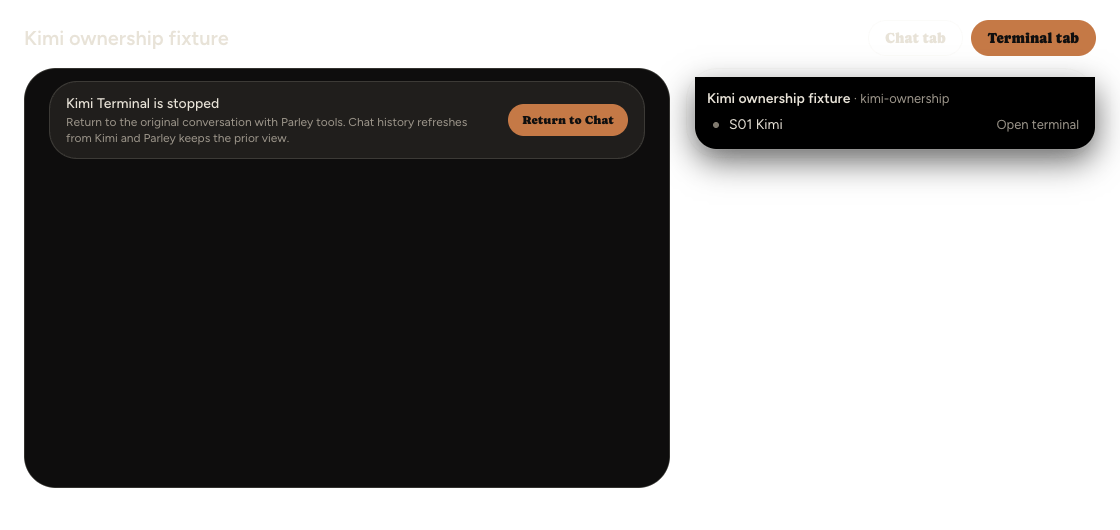 Kimi ownership fixture
Chat tab
Terminal tab
Kimi Terminal is stopped
Return to the original conversation with Parley tools. Chat history refreshes
from Kimi and Parley keeps the prior view.
Return to Chat
Kimi ownership fixture · kimi-ownership
S01 Kimi
Open terminal